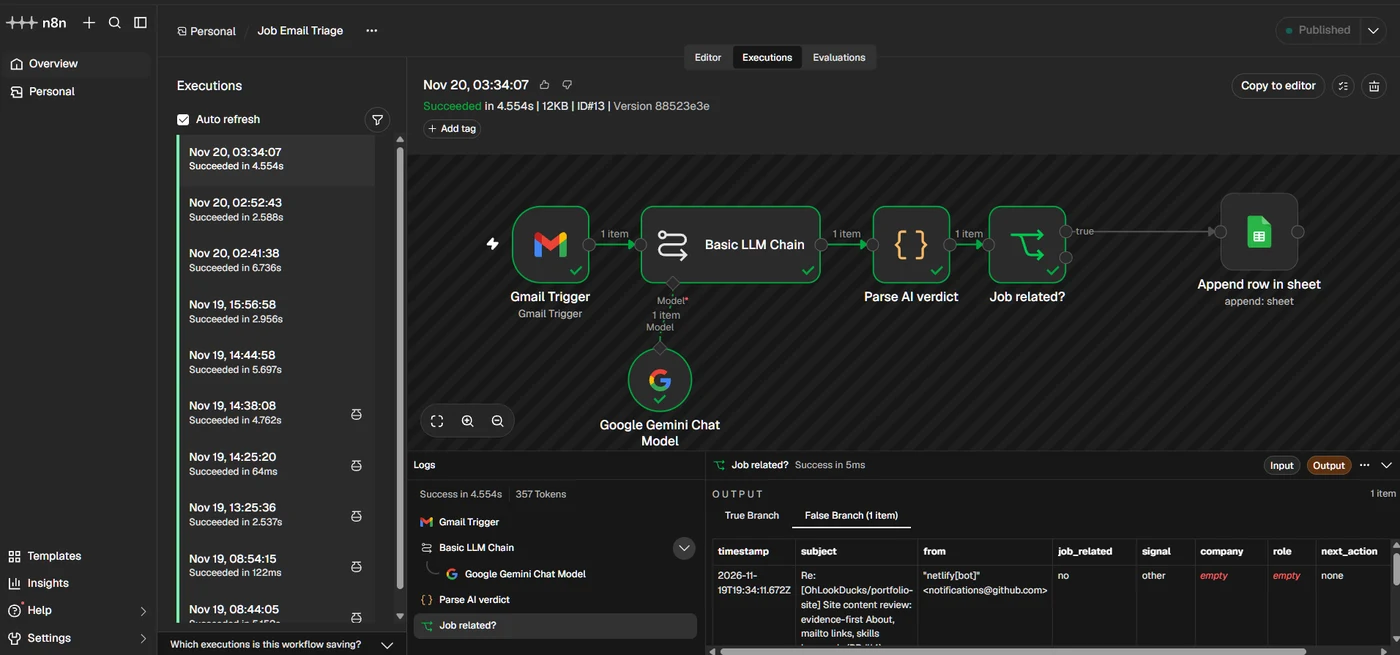 n8n
Overview
Personal
Templates
Insights
Help
Settings
Personal / Job Email Triage ...
Published
Editor Executions Evaluations
Executions
Auto refresh
Nov 20, 03:34:07
Succeeded in 4.554s
Nov 20, 02:52:43
Succeeded in 2.588s
Nov 20, 02:41:38
Succeeded in 6.736s
Nov 19, 15:56:58
Succeeded in 2.956s
Nov 19, 14:44:58
Succeeded in 5.697s
Nov 19, 14:38:08
Succeeded in 4.762s
Nov 19, 14:25:20
Succeeded in 64ms
Nov 19, 13:25:36
Succeeded in 2.537s
Nov 19, 08:54:15
Succeeded in 122ms
Nov 19, 08:44:05
Which executions is this workflow saving?
Nov 20, 03:34:07
Succeeded in 4.554s | 12KB | ID#13 | Version 88523e3e
+ Add tag
Copy to editor
1 item
Basic LLM Chain
1 item
1 item
true
Gmail Trigger
Gmail Trigger
Model*
1 item
Model
Parse AI verdict
Job related?
Append row in sheet
append: sheet
Google Gemini Chat
Model
Logs
Success in 4.554s | 357 Tokens
Gmail Trigger
Basic LLM Chain
Google Gemini Chat Model
Parse AI verdict
Job related?
Job related? Success in 5ms
Input Output ...
OUTPUT
1 item
True Branch False Branch (1 item)
timestamp subject from job_related signal company role next_action
2026-11-
19T19:34:11.672Z
Re:
[OhLookDucks/portfolio-
site] Site content review:
evidence-first About,
mailto links, skills
"netlify[bot]"
<notifications@github.com>
no
other
empty
empty
none